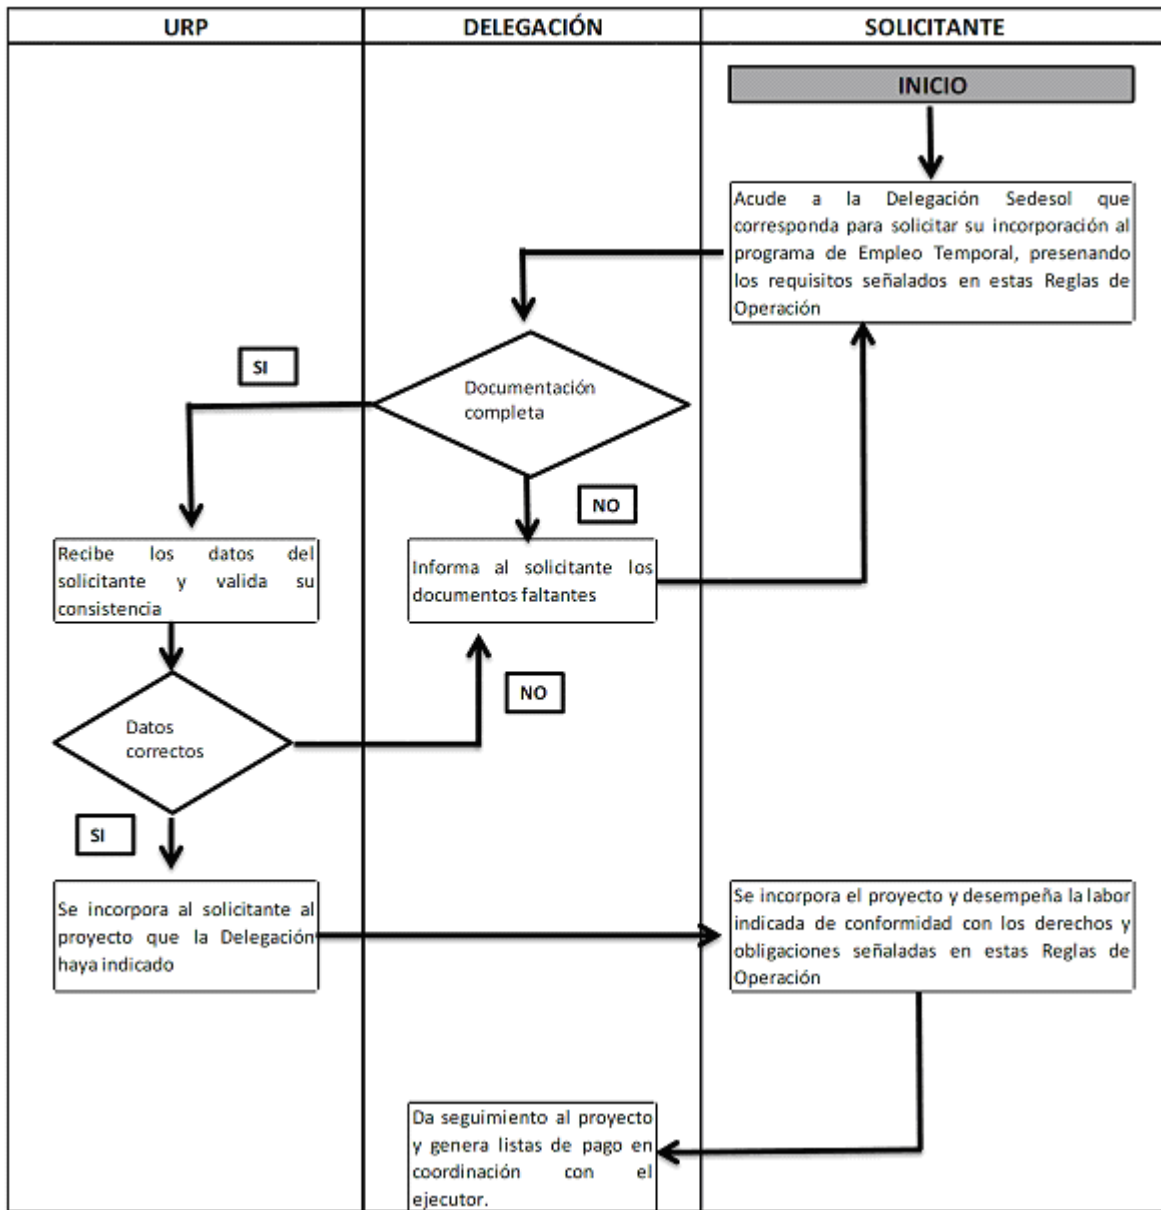 URP
DELEGACIÓN
SOLICITANTE
INICIO
Acude a la Delegación Sedesol que
corresponda para solicitar su incorporación al
programa de Empleo Temporal, presenando
los requisitos señalados en estas Reglas de
Operación
SI
Documentación
completa
NO
Recibe los datos del
solicitante y valida su
consistencia
Informa al solicitante los
documentos faltantes
NO
Datos
correctos
SI
Se incorpora al solicitante al
proyecto que la Delegación
haya indicado
Se incorpora el proyecto y desempeña la labor
indicada de conformidad con los derechos y
obligaciones señaladas en estas Reglas de
Operación
Da seguimiento al proyecto
y genera listas de pago en
coordinación con el
ejecutor.